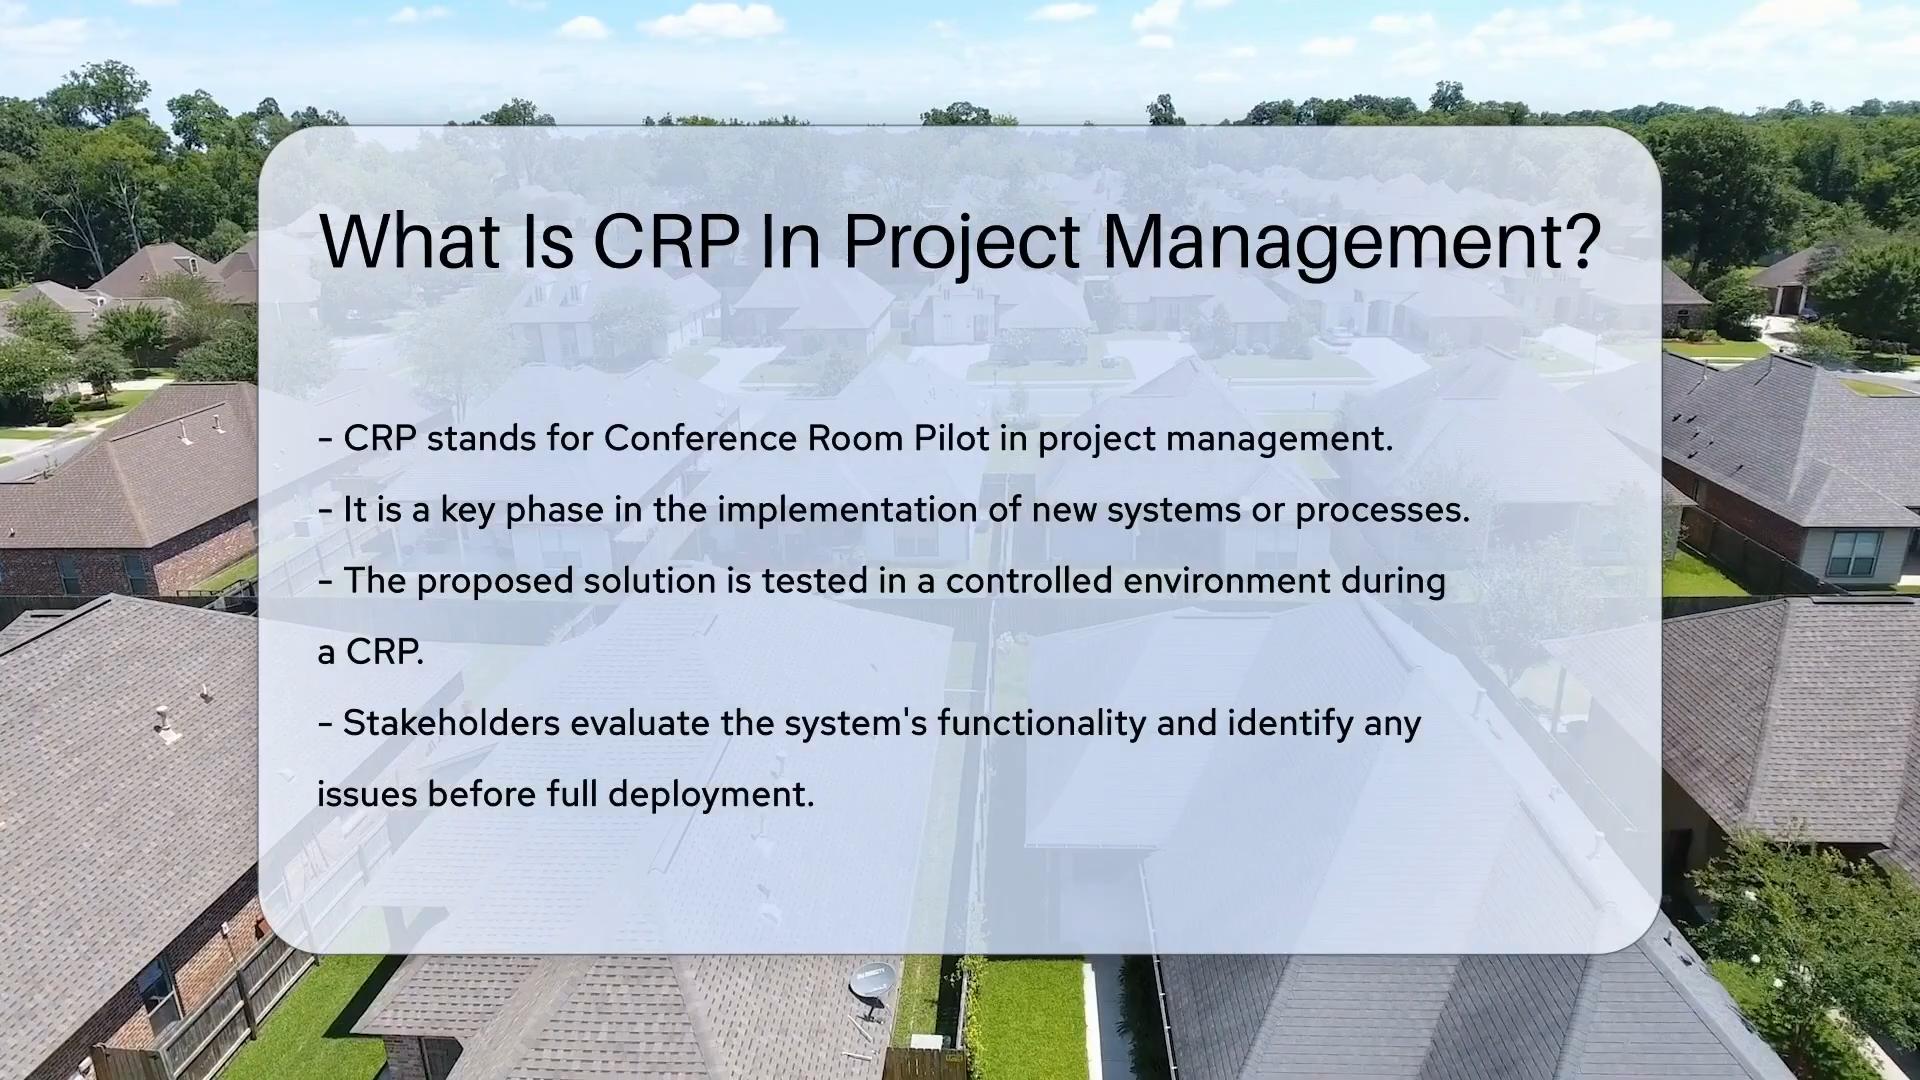 What Is CRP In Project Management?
- CRP stands for Conference Room Pilot in project management.
- It is a key phase in the implementation of new systems or processes.
- The proposed solution is tested in a controlled environment during
a CRP.
- Stakeholders evaluate the system's functionality and identify any
issues before full deployment.